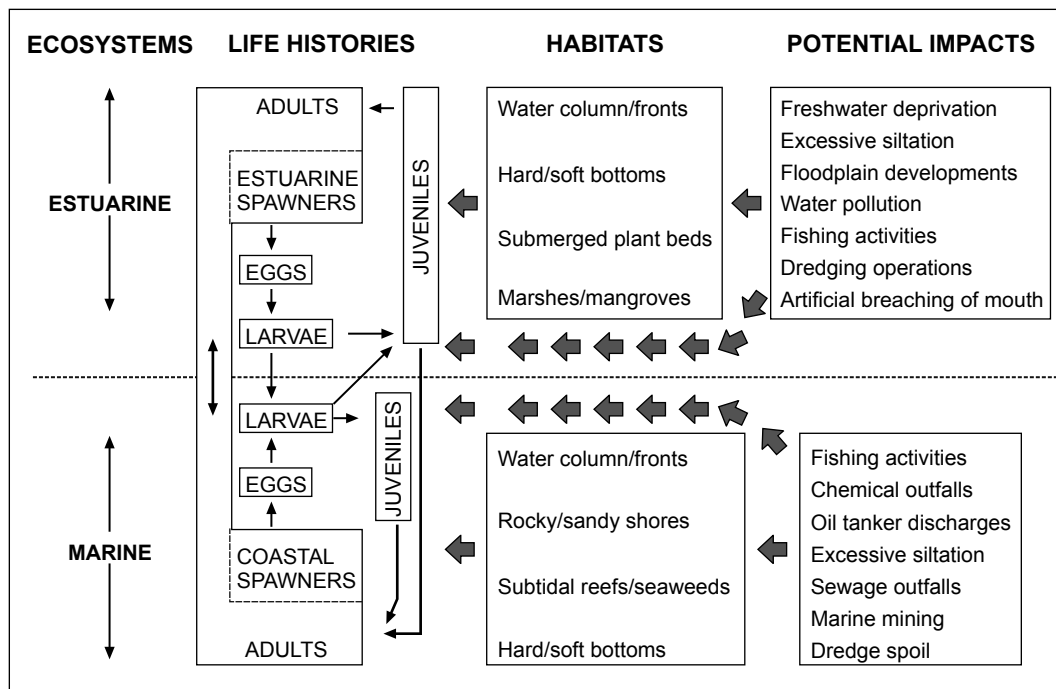 ECOSYSTEMS
LIFE HISTORIES
HABITATS
POTENTIAL IMPACTS
ESTUARINE
ADULTS
ESTUARINE
SPAWNERS
EGGS
LARVAE
JUVENILES
Water column/fronts
Hard/soft bottoms
Submerged plant beds
Marshes/mangroves
Freshwater deprivation
Excessive siltation
Floodplain developments
Water pollution
Fishing activities
Dredging operations
Artificial breaching of mouth
MARINE
LARVAE
EGGS
COASTAL
SPAWNERS
ADULTS
JUVENILES
Water column/fronts
Rocky/sandy shores
Subtidal reefs/seaweeds
Hard/soft bottoms
Fishing activities
Chemical outfalls
Oil tanker discharges
Excessive siltation
Sewage outfalls
Marine mining
Dredge spoil